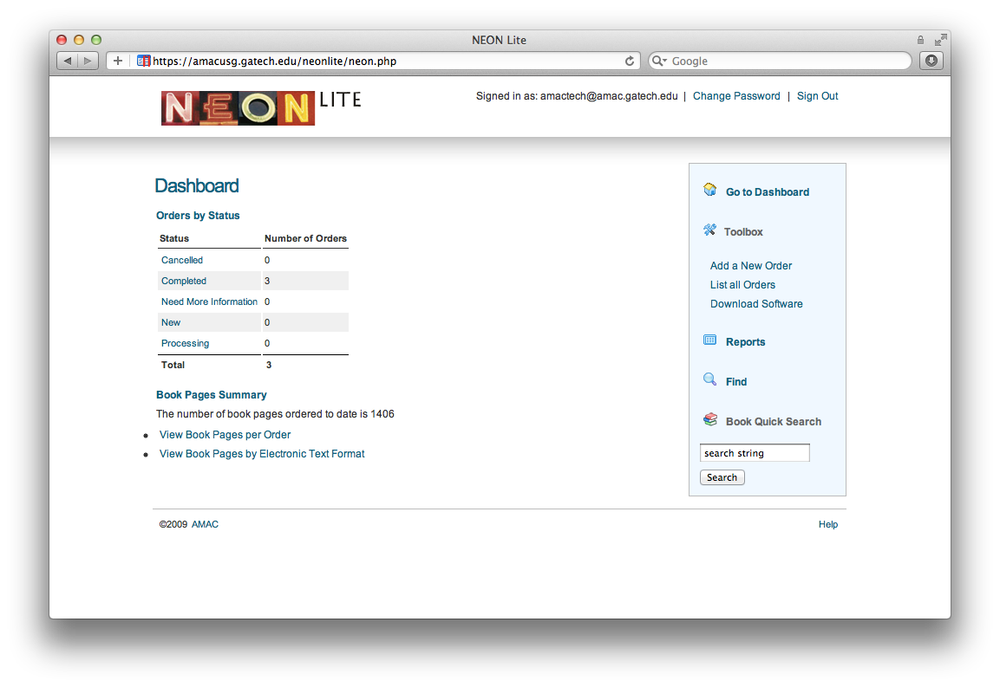 NEON Lite
https://amacusg.gatech.edu/neonlite/neon.php
Google
NEON LITE
Signed in as: amactech@amac.gatech.edu | Change Password | Sign Out
Dashboard
Orders by Status
Status Number of Orders
Cancelled 0
Completed 3
Need More Information 0
New 0
Processing 0
Total 3
Book Pages Summary
The number of book pages ordered to date is 1406
View Book Pages per Order
View Book Pages by Electronic Text Format
Go to Dashboard
Toolbox
Add a New Order
List all Orders
Download Software
Reports
Find
Book Quick Search
search string
Search
©2009 AMAC
Help